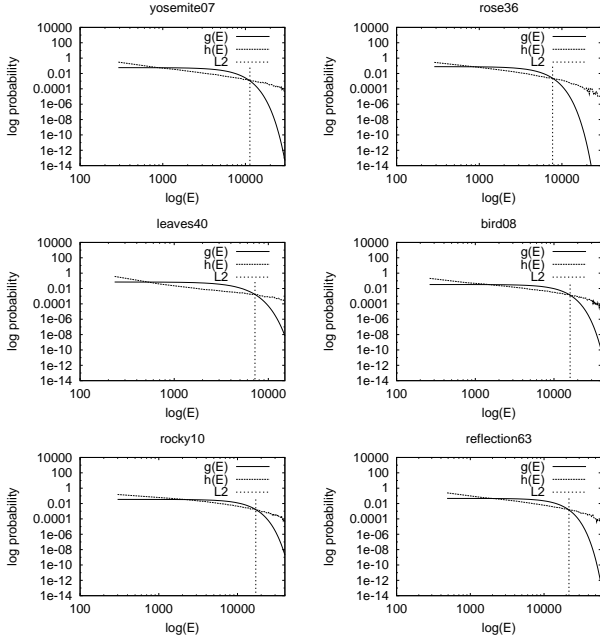 yosemite07
log probability
10000
100
1
0.01
0.0001
1e-06
1e-08
1e-10
1e-12
1e-14
g(E)
h(E)
L2
100
1000
10000
log(E)
rose36
log probability
10000
100
1
0.01
0.0001
1e-06
1e-08
1e-10
1e-12
1e-14
g(E)
h(E)
L2
100
1000
10000
log(E)
leaves40
log probability
10000
100
1
0.01
0.0001
1e-06
1e-08
1e-10
1e-12
1e-14
g(E)
h(E)
L2
100
1000
10000
log(E)
bird08
log probability
10000
100
1
0.01
0.0001
1e-06
1e-08
1e-10
1e-12
1e-14
g(E)
h(E)
L2
100
1000
10000
log(E)
rocky10
log probability
10000
100
1
0.01
0.0001
1e-06
1e-08
1e-10
1e-12
1e-14
g(E)
h(E)
L2
100
1000
10000
log(E)
reflection63
log probability
10000
100
1
0.01
0.0001
1e-06
1e-08
1e-10
1e-12
1e-14
g(E)
h(E)
L2
100
1000
10000
log(E)